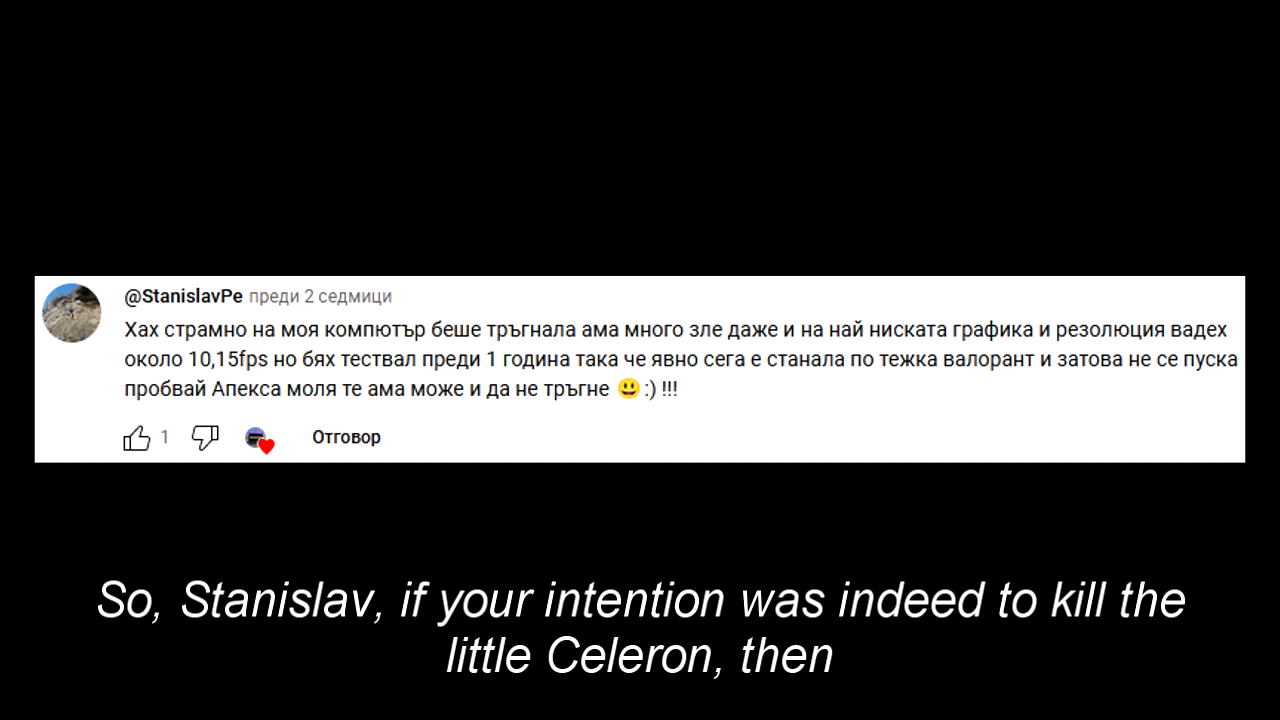 @StanislavPe преди 2 седмици
Хах страмно на моя компютър беше тръгнала ама много зле даже и на най ниската графика и резолюция вадех
около 10,15fps но бях тествал преди 1 година така че явно сега е станала по тежка валорант и затова не се пуска
пробвай Апекса моля те ама може и да не тръгне 😃 :) !!!
1 Отговор
So, Stanislav, if your intention was indeed to kill the
little Celeron, then